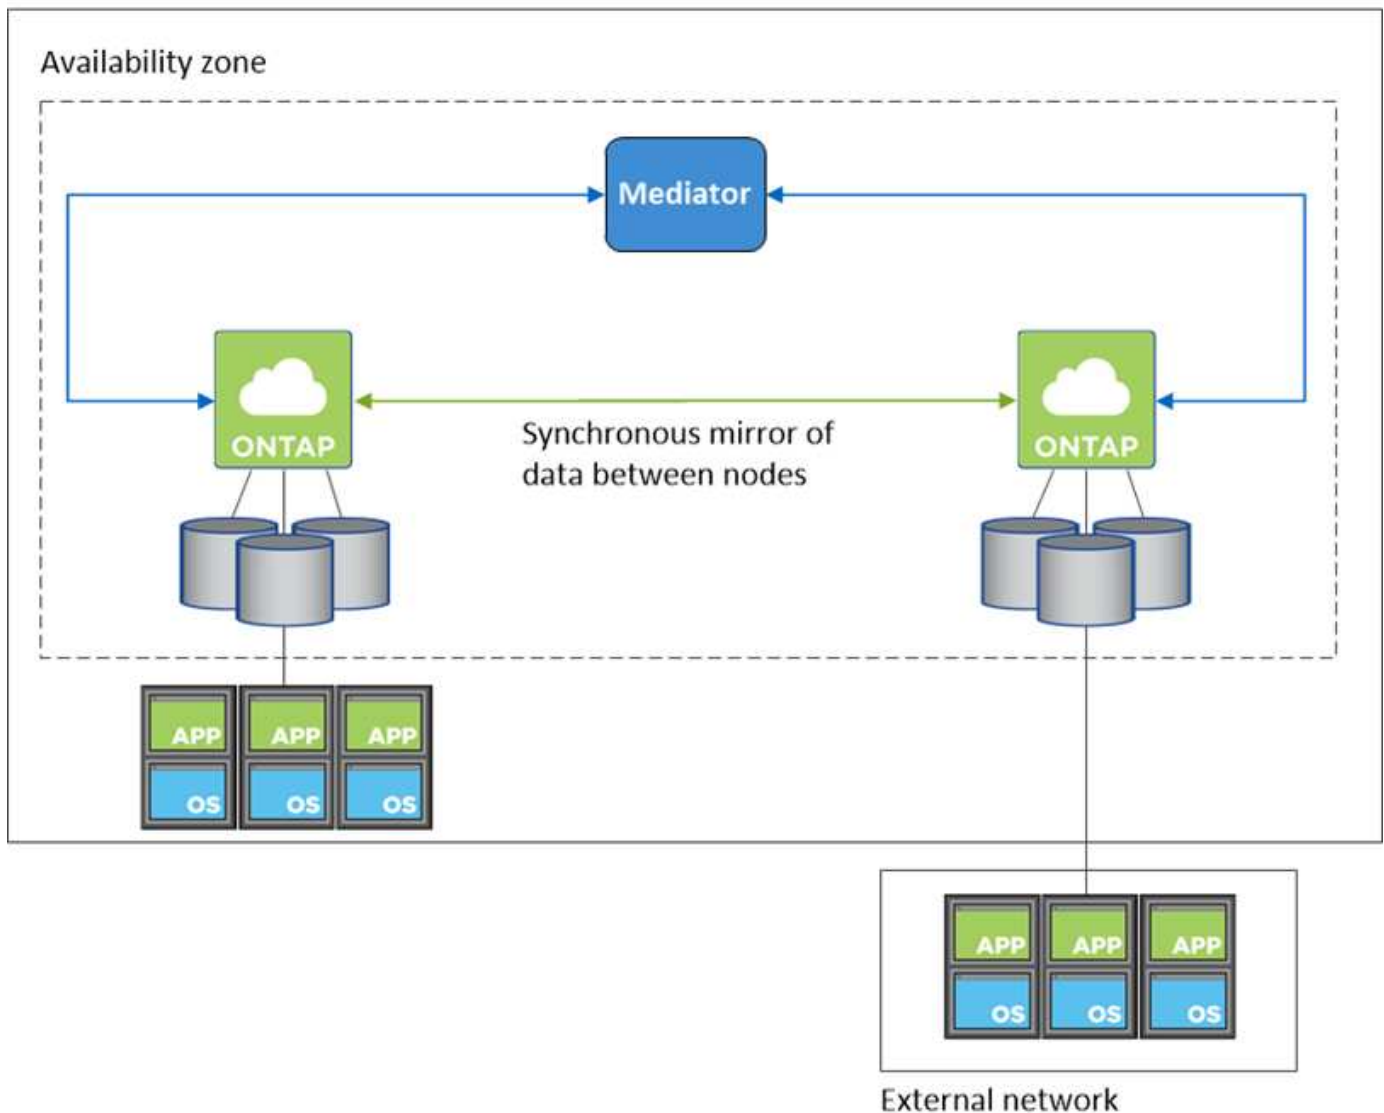 Availability zone
Mediator
ONTAP
ONTAP
Synchronous mirror of
data between nodes
APP
APP
APP
OS
OS
OS
APP
APP
APP
OS
OS
OS
External network